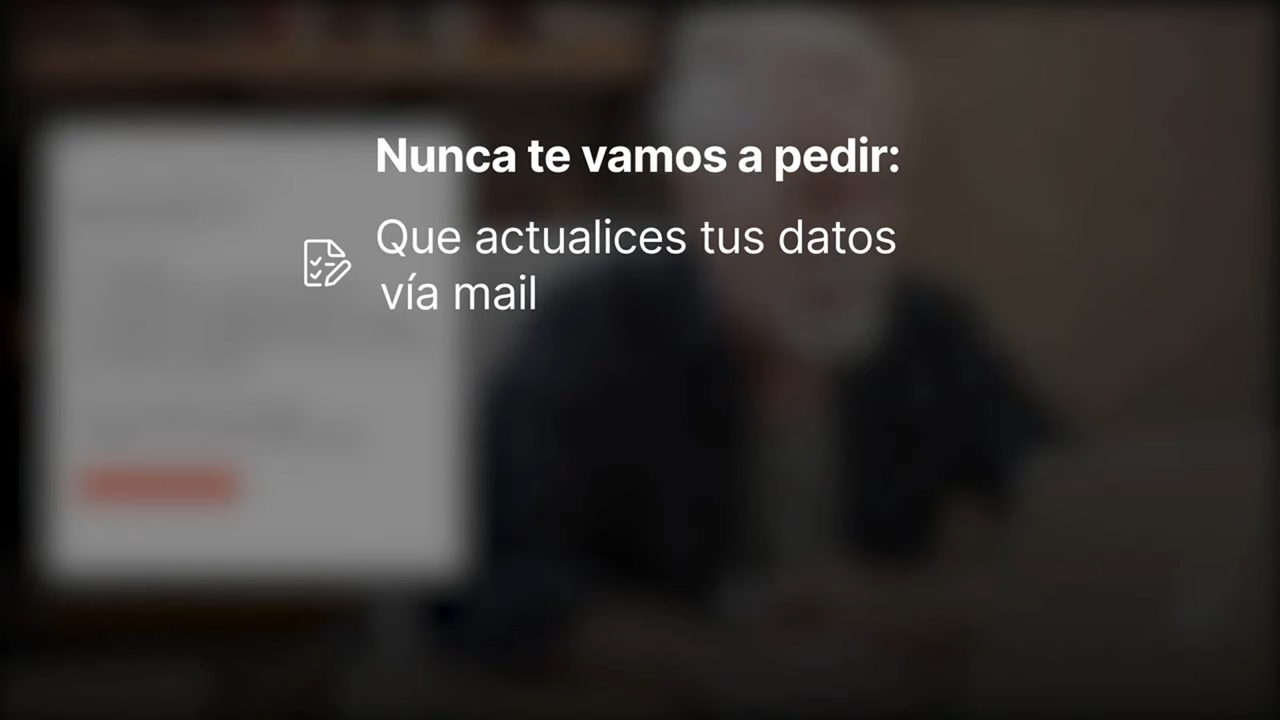 Nunca te vamos a pedir:
Que actualices tus datos
vía mail